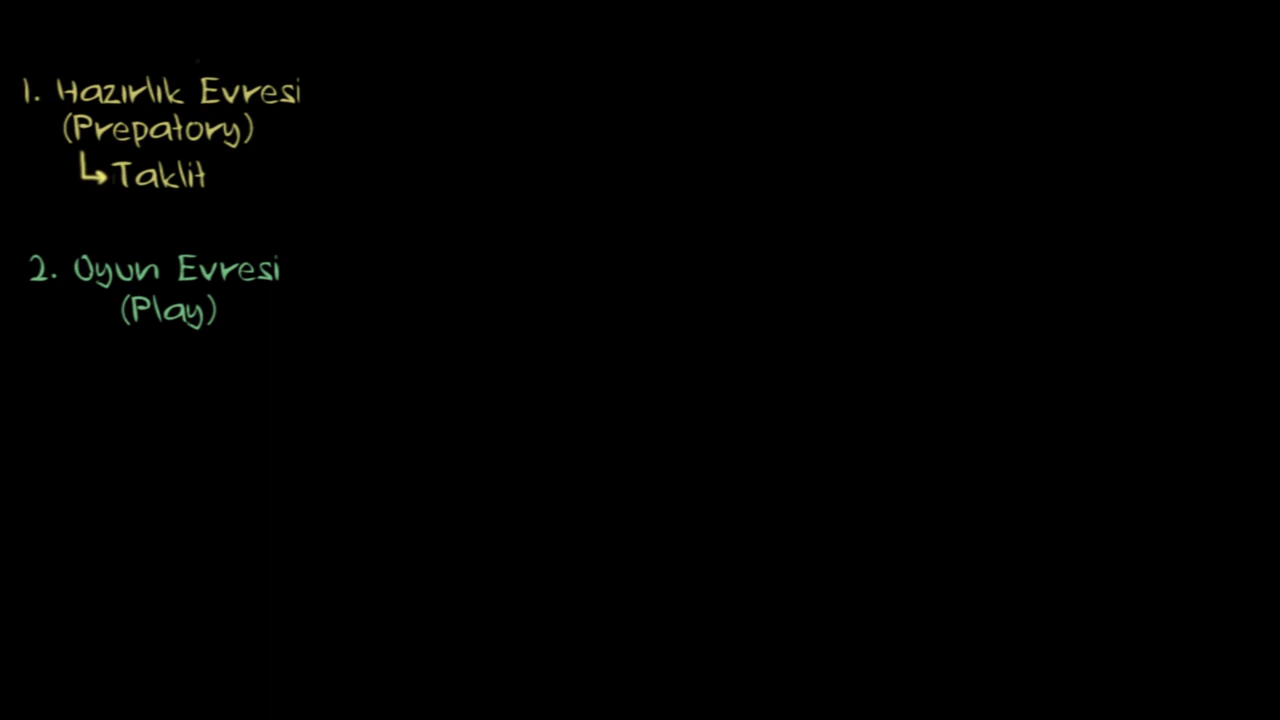 1. Hazırlık Evresi
(Prepatory)
↳Taklit
2. Oyun Evresi
(Play)